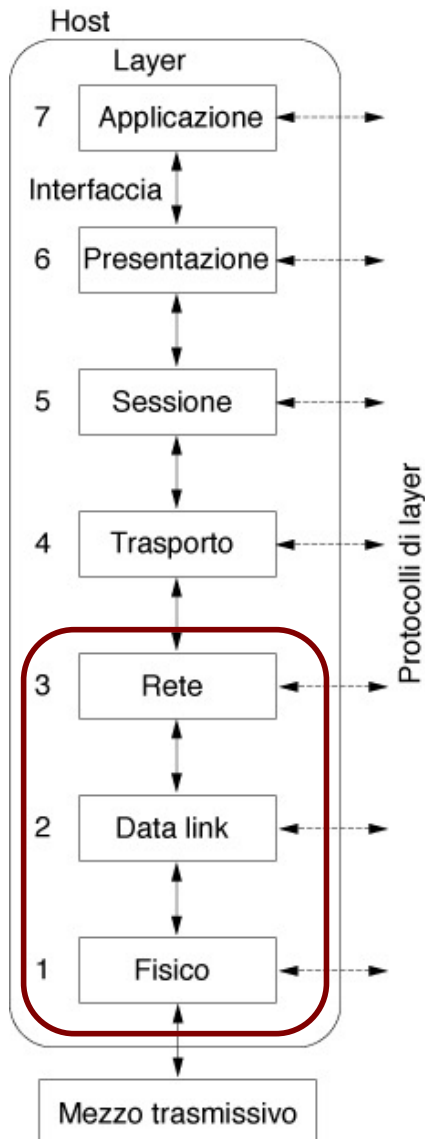 Host
Layer
7 Applicazione
Interfaccia
6 Presentazione
5 Sessione
4 Trasporto
Protocolli di layer
3 Rete
2 Data link
1 Fisico
Mezzo trasmissivo